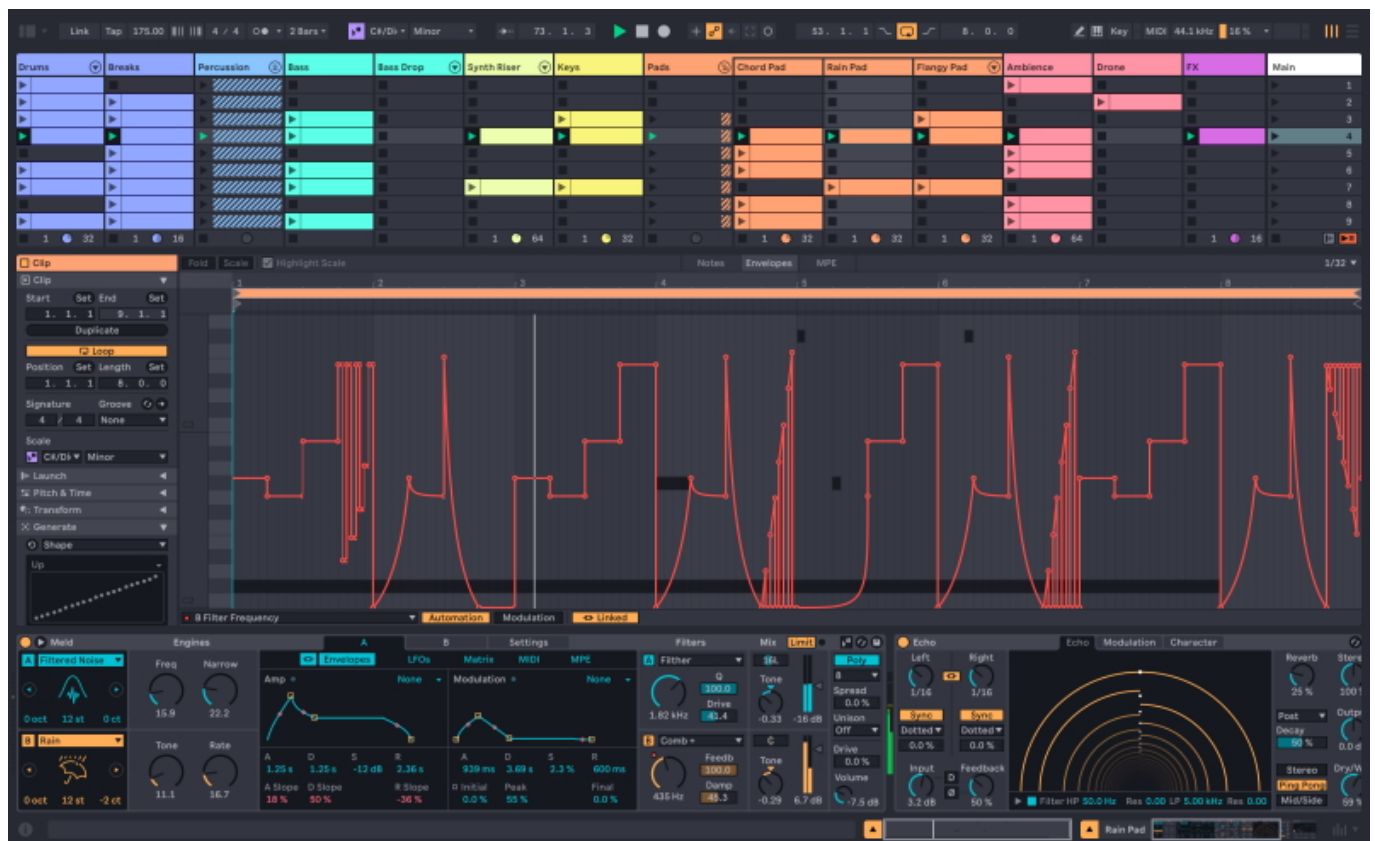 Link Tap 175.00 4 / 4 2 Bars C#/D♭ Minor 73. 1. 3 53. 1. 1 8. 0. 0 Key MIDI 44.1 kHz 16 %
Drums Breaks Percussion Bass Bass Drop Synth Riser Keys Pads Chord Pad Rain Pad Flangy Pad Ambience Drone FX Main
1
2
3
4
5
6
7
8
9
1 32 1 16 1 64 1 32 1 32 1 32 1 32 1 64 1 16
Clip Fold Scale Highlight Scale Notes Envelopes MPE 1/32
Clip
1 2 3 4 5 6 7 8
Start Set End Set
1. 1. 1 9. 1. 1
Duplicate
Loop
Position Set Length Set
1. 1. 1 8. 0. 0
Signature Groove
4 / 4 None
Scale
C#/D♭ Minor
Launch
Pitch & Time
Transform
Generate
Shape
Up
B Filter Frequency Automation Modulation Linked
Meld Engines A B Settings Filters Mix Limit Echo Echo Modulation Character
A Filtered Noise Freq Narrow Envelopes LFOs Matrix MIDI MPE A Filther Poly Left Right Reverb
Amp None Modulation None Q Tone 8 1/16 1/16 25 %
100.0 Spread
0 oct 12 st 0 ct 15.9 22.2 1.82 kHz Drive 41.4 -0.33 -16 dB 0.0 % Sync Sync Post
Unison Dotted Dotted Decay
B Rain Tone Rate B Comb + C Off 0.0 % 0.0 % 50 %
A D S R A D S R Feedb Tone Drive Input D Feedback Stereo
1.25 s 1.25 s -12 dB 2.36 s 939 ms 3.69 s 2.3 % 600 ms 100.0 0.0 % Ø Ping Pong
A Slope D Slope R Slope Initial Peak Final Damp Volume
0 oct 12 st -2 ct 11.1 16.7 18 % 50 % -36 % 0.0 % 55 % 0.0 % 435 Hz 45.3 -0.29 6.7 dB -7.5 dB 3.2 dB 50 % Filter HP 50.0 Hz Res 0.00 LP 5.00 kHz Res 0.00 Mid/Side
Rain Pad